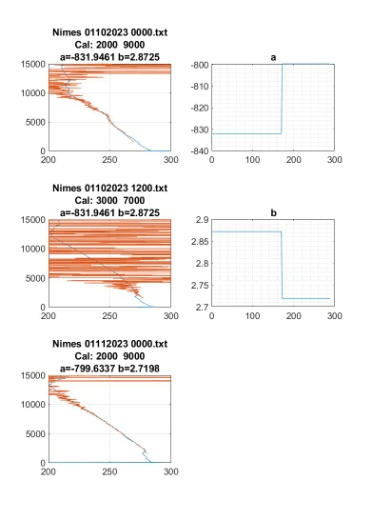 Nimes 01102023 0000.txt
Cal: 2000 9000
a=-831.9461 b=2.8725
15000
10000
5000
0
200 250 300
a
-800
-810
-820
-830
-840
0 100 200 300
Nimes 01102023 1200.txt
Cal: 3000 7000
a=-831.9461 b=2.8725
15000
10000
5000
0
200 250 300
b
2.9
2.85
2.8
2.75
2.7
0 100 200 300
Nimes 01112023 0000.txt
Cal: 2000 9000
a=-799.6337 b=2.7198
15000
10000
5000
0
200 250 300